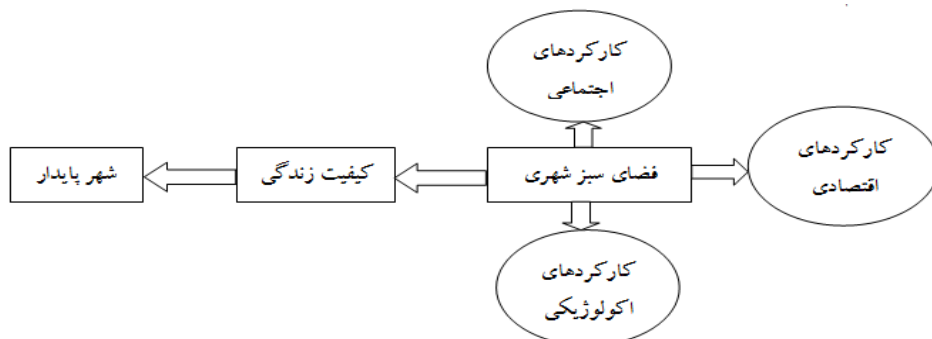 کارکردهای
اجتماعی
کارکردهای
اقتصادی
فضای سبز شهری
کیفیت زندگی
شهر پایدار
کارکردهای
اکولوژیکی